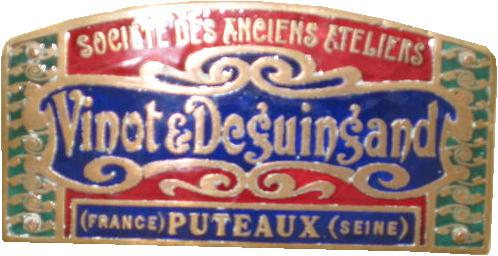 SOCIETE DES ANCIENS ATELIERS
Vinot & Deguingand
(FRANCE) PUTEAUX (SEINE)